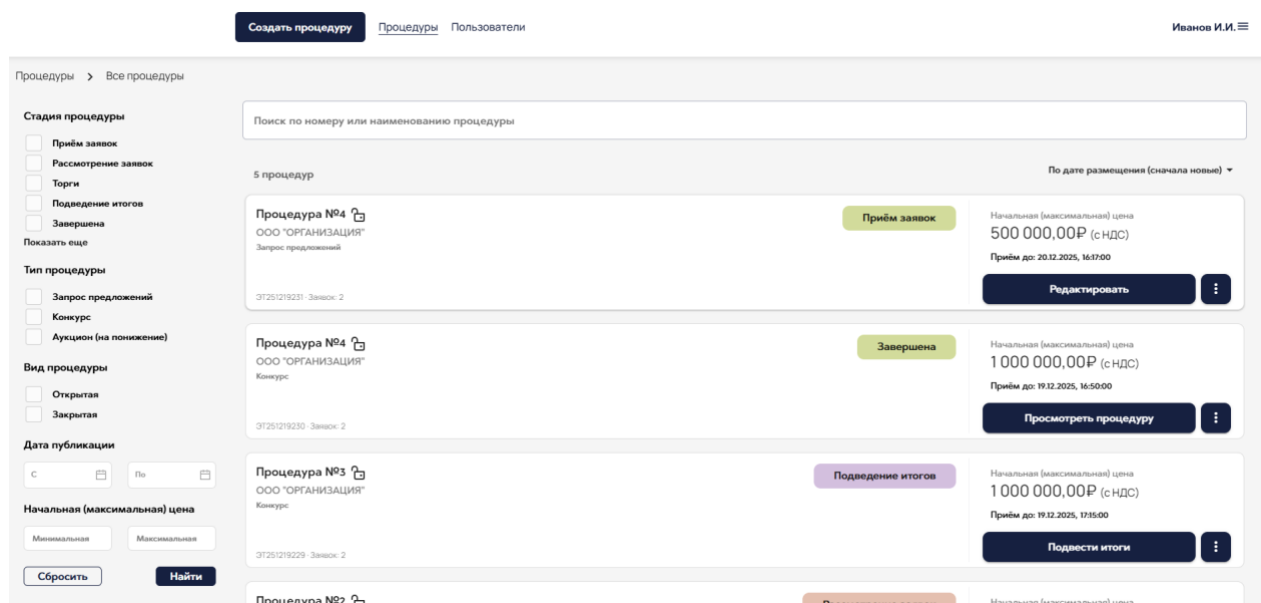 Создать процедуру Процедуры Пользователи Иванов И.И.
Процедуры > Все процедуры
Стадия процедуры
Приём заявок
Рассмотрение заявок
Торги
Подведение итогов
Завершена
Показать еще
Тип процедуры
Запрос предложений
Конкурс
Аукцион (на понижение)
Вид процедуры
Открытая
Закрытая
Дата публикации
С По
Начальная (максимальная) цена
Минимальная Максимальная
Сбросить Найти
Поиск по номеру или наименованию процедуры
5 процедур По дате размещения (сначала новые)
Процедура №4 Приём заявок
ООО "ОРГАНИЗАЦИЯ"
Запрос предложений
ЭТ251219231 · Заявок: 2
Начальная (максимальная) цена
500 000,00₽ (с НДС)
Приём до: 20.12.2025, 16:17:00
Редактировать
Процедура №4 Завершена
ООО "ОРГАНИЗАЦИЯ"
Конкурс
ЭТ251219230 · Заявок: 2
Начальная (максимальная) цена
1 000 000,00₽ (с НДС)
Приём до: 19.12.2025, 16:50:00
Просмотреть процедуру
Процедура №3 Подведение итогов
ООО "ОРГАНИЗАЦИЯ"
Конкурс
ЭТ251219229 · Заявок: 2
Начальная (максимальная) цена
1 000 000,00₽ (с НДС)
Приём до: 19.12.2025, 17:15:00
Подвести итоги
Процедура №2
Начальная (максимальная) цена